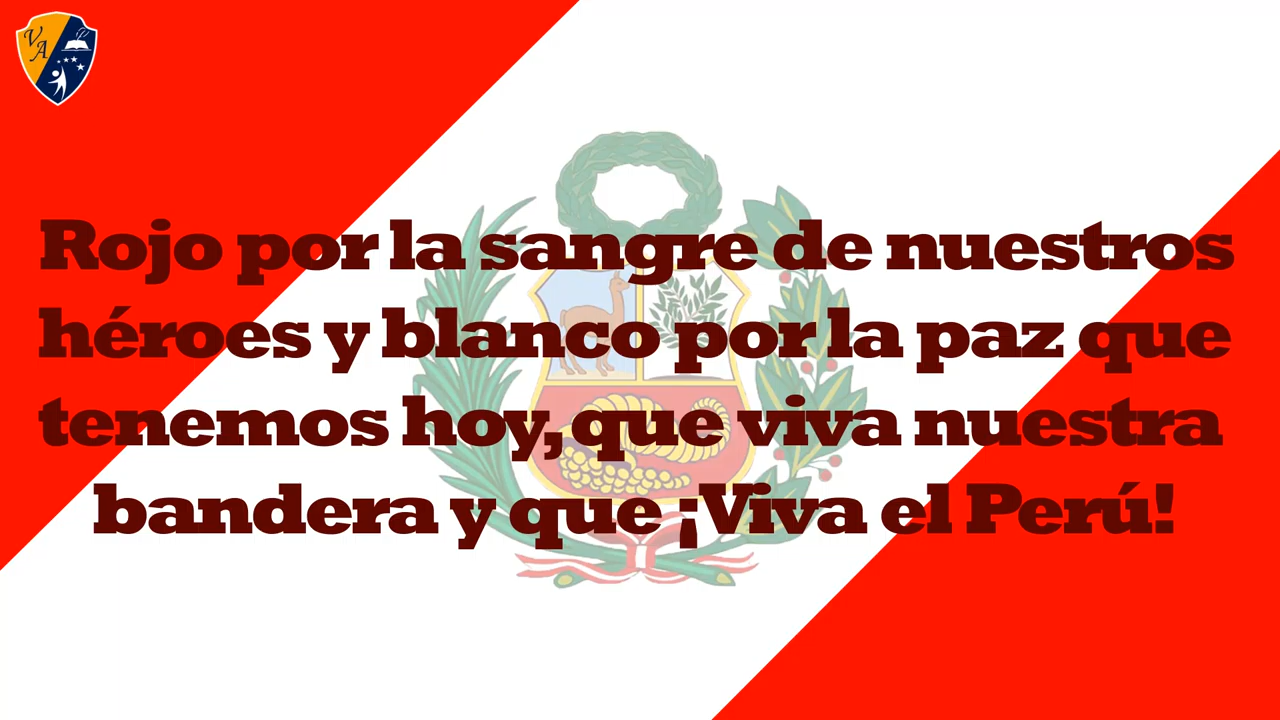 VA
Rojo por la sangre de nuestros
héroes y blanco por la paz que
tenemos hoy, que viva nuestra
bandera y que ¡Viva el Perú!